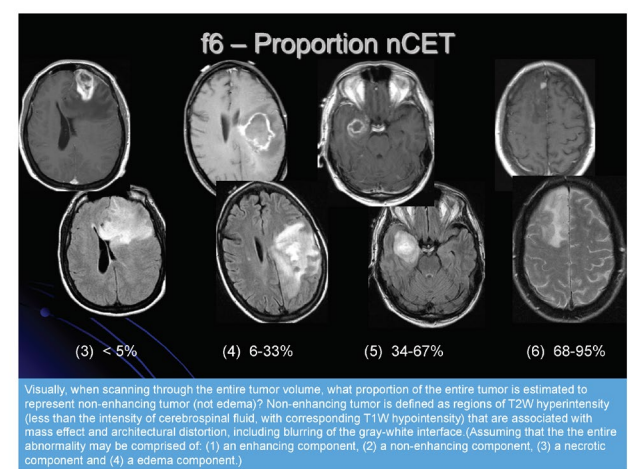 f6 – Proportion nCET
(3) < 5%
(4) 6-33%
(5) 34-67%
(6) 68-95%
Visually, when scanning through the entire tumor volume, what proportion of the entire tumor is estimated to
represent non-enhancing tumor (not edema)? Non-enhancing tumor is defined as regions of T2W hyperintensity
(less than the intensity of cerebrospinal fluid, with corresponding T1W hypointensity) that are associated with
mass effect and architectural distortion, including blurring of the gray-white interface.(Assuming that the the entire
abnormality may be comprised of: (1) an enhancing component, (2) a non-enhancing component, (3) a necrotic
component and (4) a edema component.)